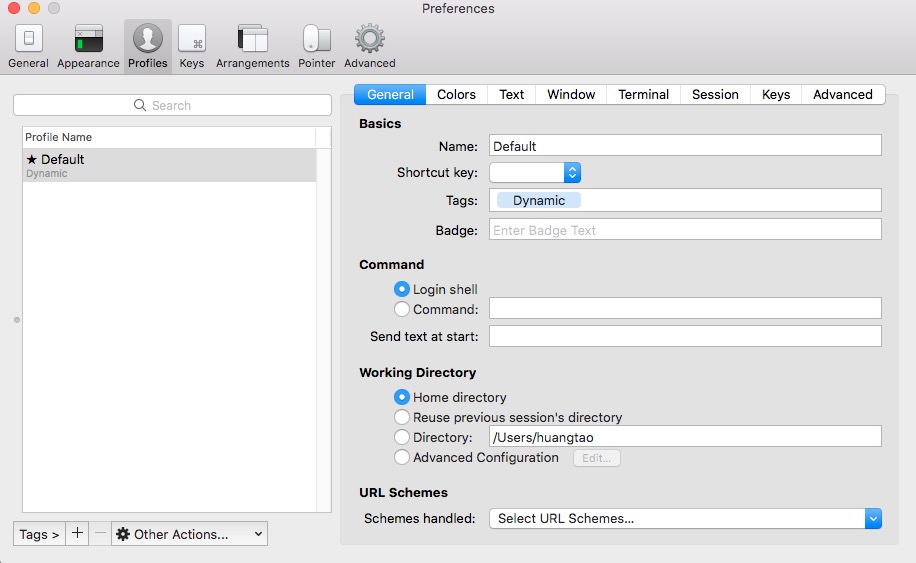 Preferences
General Appearance Profiles Keys Arrangements Pointer Advanced
Search
General Colors Text Window Terminal Session Keys Advanced
Profile Name
★ Default
Dynamic
Tags > + − Other Actions...
Basics
Name: Default
Shortcut key:
Tags: Dynamic
Badge: Enter Badge Text
Command
Login shell
Command:
Send text at start:
Working Directory
Home directory
Reuse previous session's directory
Directory: /Users/huangtao
Advanced Configuration Edit...
URL Schemes
Schemes handled: Select URL Schemes...